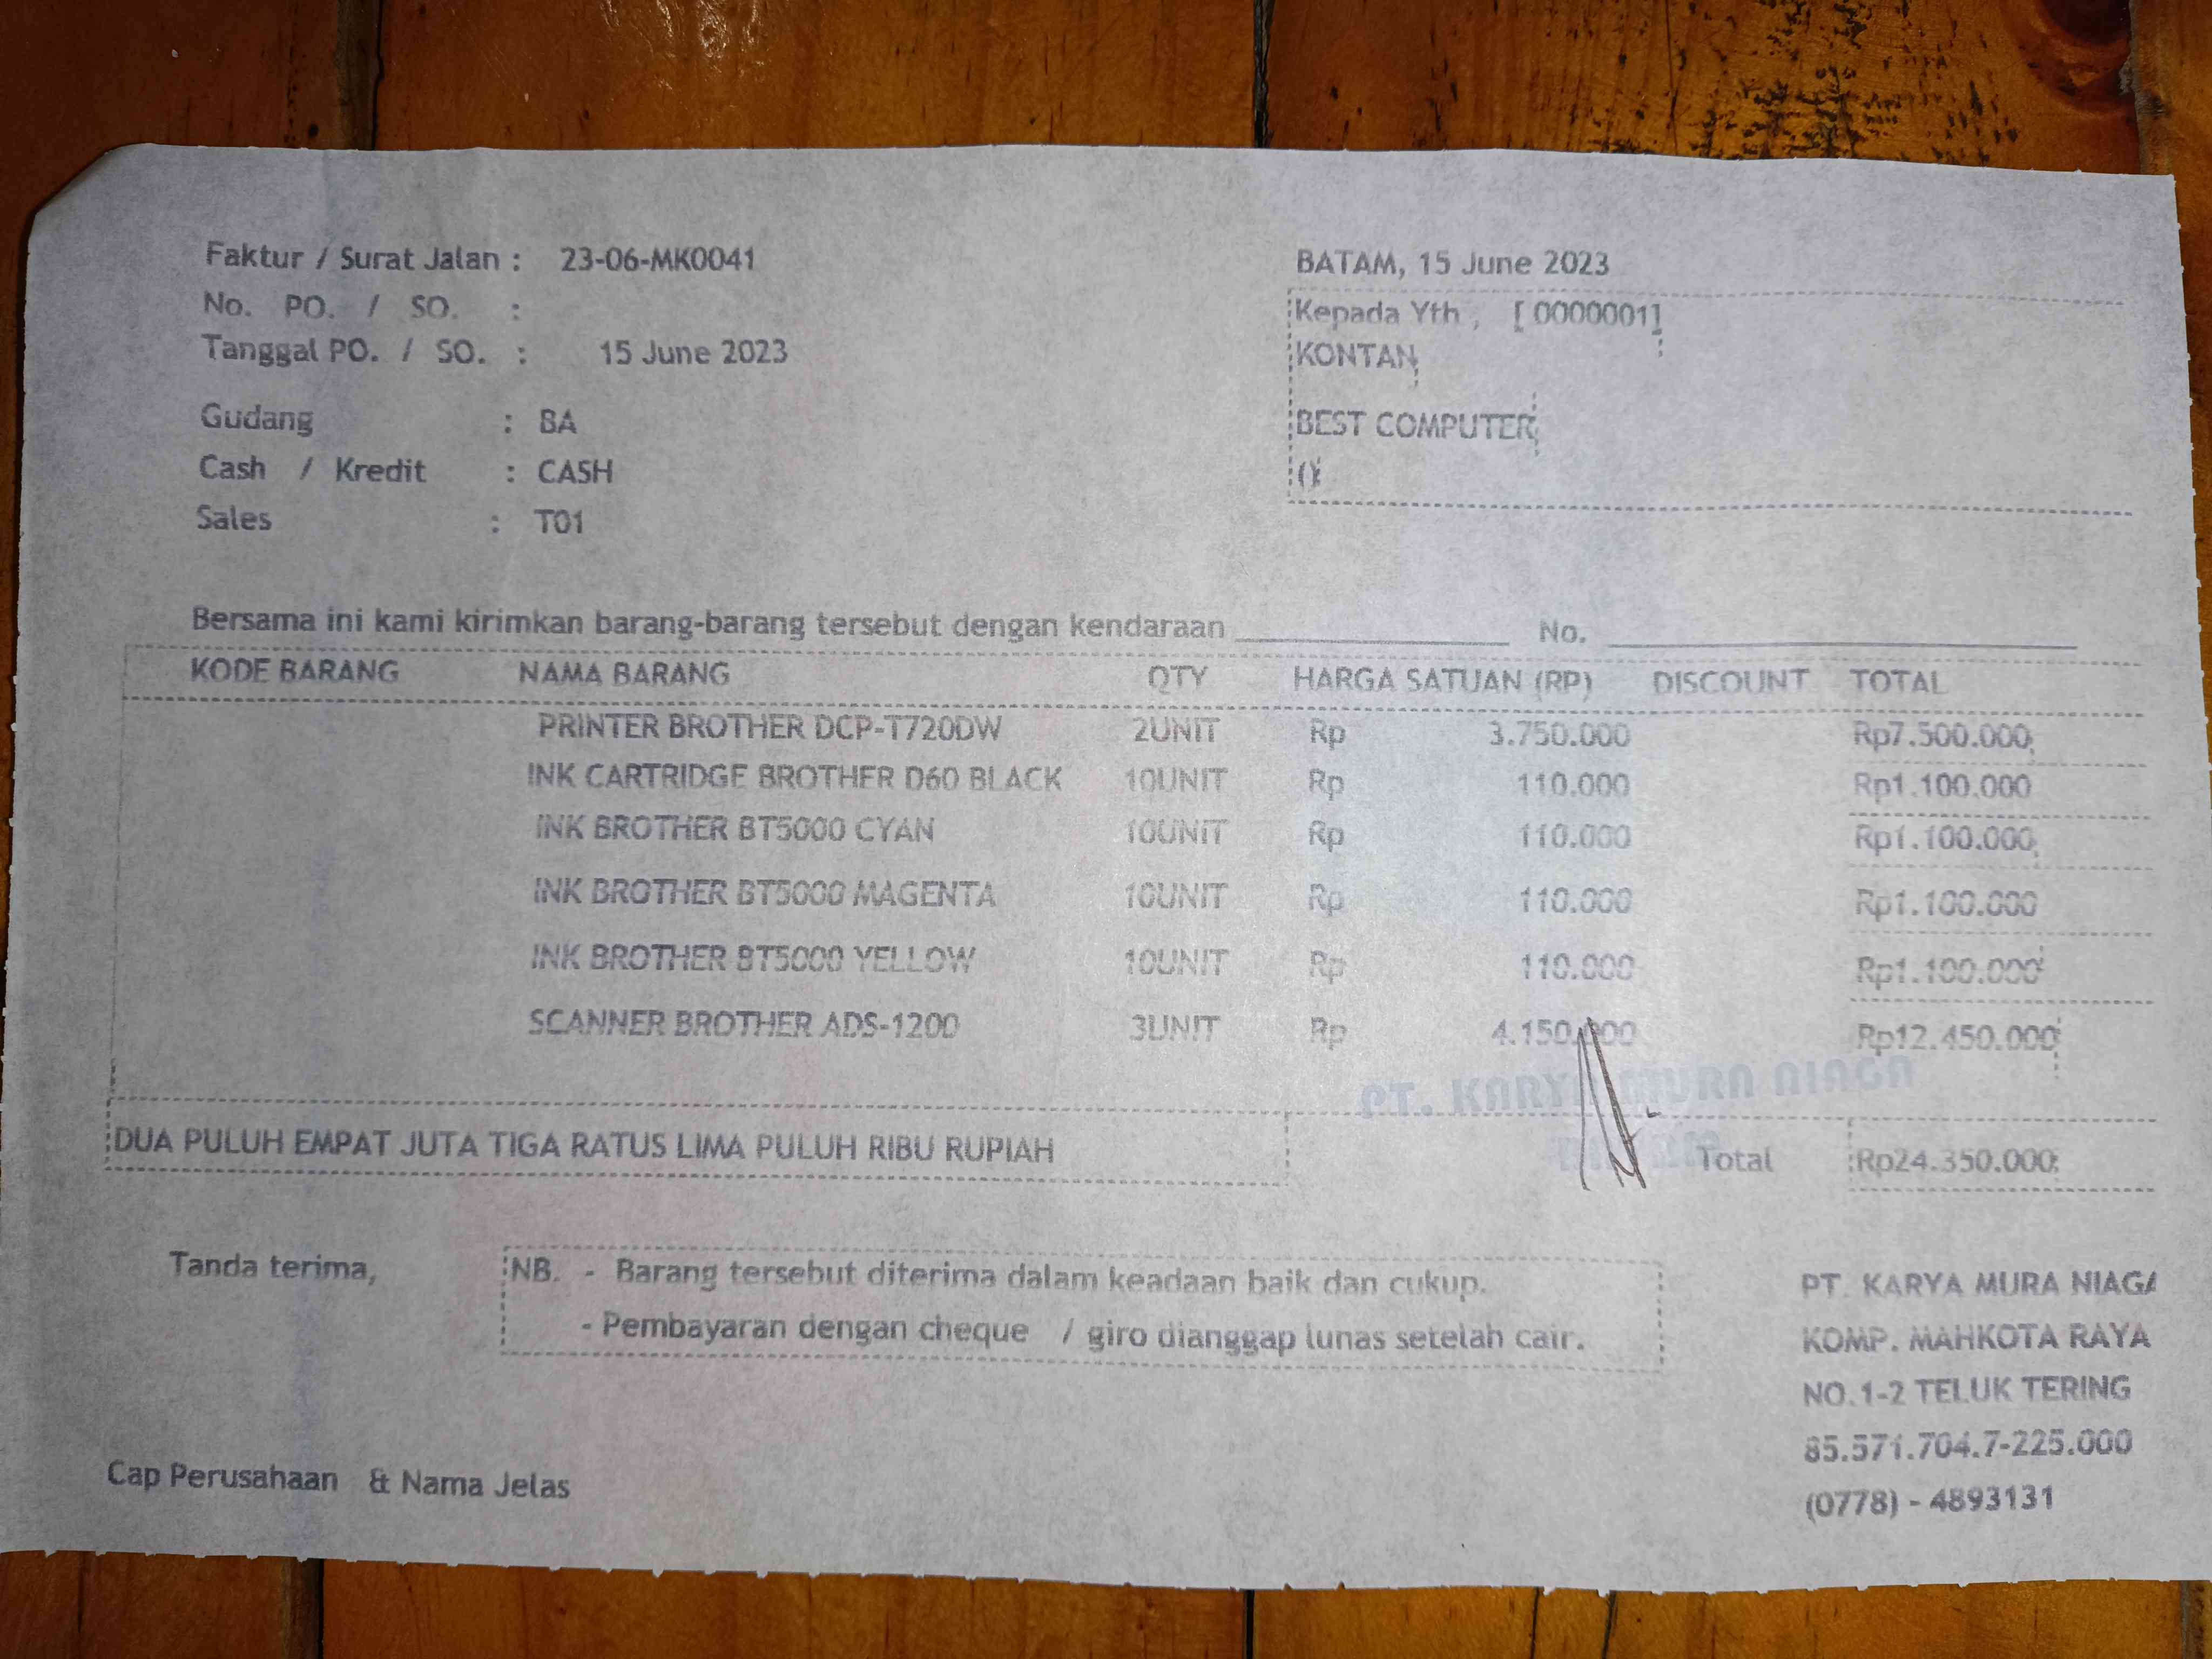 Faktur / Surat Jalan : 23-06-MK0041
No. PO. / SO. :
Tanggal PO. / SO. : 15 June 2023
Gudang : BA
Cash / Kredit : CASH
Sales : T01
BATAM, 15 June 2023
Kepada Yth , [ 0000001]
KONTAN
BEST COMPUTER
()
Bersama ini kami kirimkan barang-barang tersebut dengan kendaraan ____________ No. ____________
KODE BARANG NAMA BARANG QTY HARGA SATUAN (RP) DISCOUNT TOTAL
PRINTER BROTHER DCP-T720DW 2UNIT Rp 3.750.000 Rp7.500.000
INK CARTRIDGE BROTHER D60 BLACK 10UNIT Rp 110.000 Rp1.100.000
INK BROTHER BT5000 CYAN 10UNIT Rp 110.000 Rp1.100.000
INK BROTHER BT5000 MAGENTA 10UNIT Rp 110.000 Rp1.100.000
INK BROTHER BT5000 YELLOW 10UNIT Rp 110.000 Rp1.100.000
SCANNER BROTHER ADS-1200 3UNIT Rp 4.150.000 Rp12.450.000
PT. KARYA MURA NIAGA
DUA PULUH EMPAT JUTA TIGA RATUS LIMA PULUH RIBU RUPIAH Total Rp24.350.000
Tanda terima,
NB. - Barang tersebut diterima dalam keadaan baik dan cukup.
- Pembayaran dengan cheque / giro dianggap lunas setelah cair.
Cap Perusahaan & Nama Jelas
PT. KARYA MURA NIAGA
KOMP. MAHKOTA RAYA
NO.1-2 TELUK TERING
85.571.704.7-225.000
(0778) - 4893131